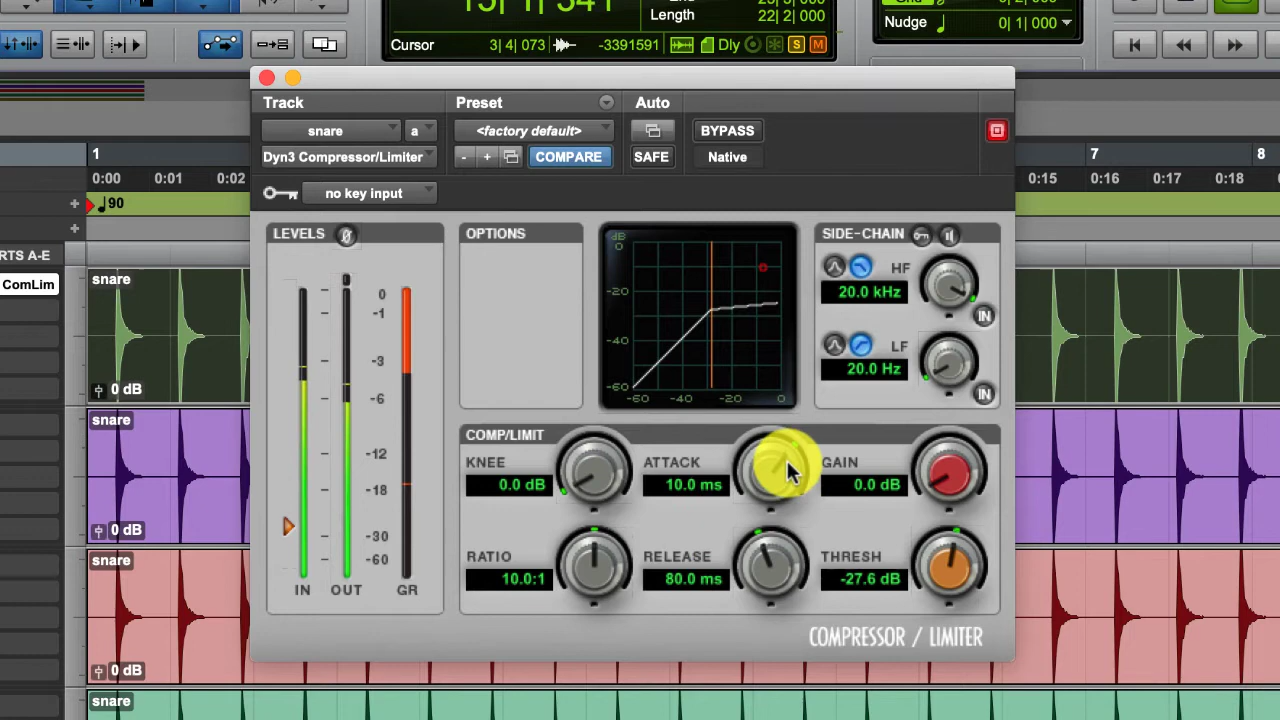 Length
22| 2| 000
Cursor
3| 4| 073
-3391591
Dly
S
M
Nudge
0| 1| 000
Track
Preset
Auto
snare
a
<factory default>
BYPASS
Dyn3 Compressor/Limiter
-
+
COMPARE
SAFE
Native
no key input
1
7
8
0:00
0:01
0:02
0:15
0:16
0:17
0:18
+
90
+
RTS A-E
ComLim
snare
0 dB
snare
0 dB
snare
0 dB
snare
LEVELS
Ø
0
-1
-3
-6
-12
-18
-30
-60
IN
OUT
GR
OPTIONS
dB
0
-20
-40
-60
-60
-40
-20
0
SIDE-CHAIN
HF
20.0 kHz
IN
LF
20.0 Hz
IN
COMP/LIMIT
KNEE
0.0 dB
ATTACK
10.0 ms
GAIN
0.0 dB
RATIO
10.0:1
RELEASE
80.0 ms
THRESH
-27.6 dB
COMPRESSOR / LIMITER